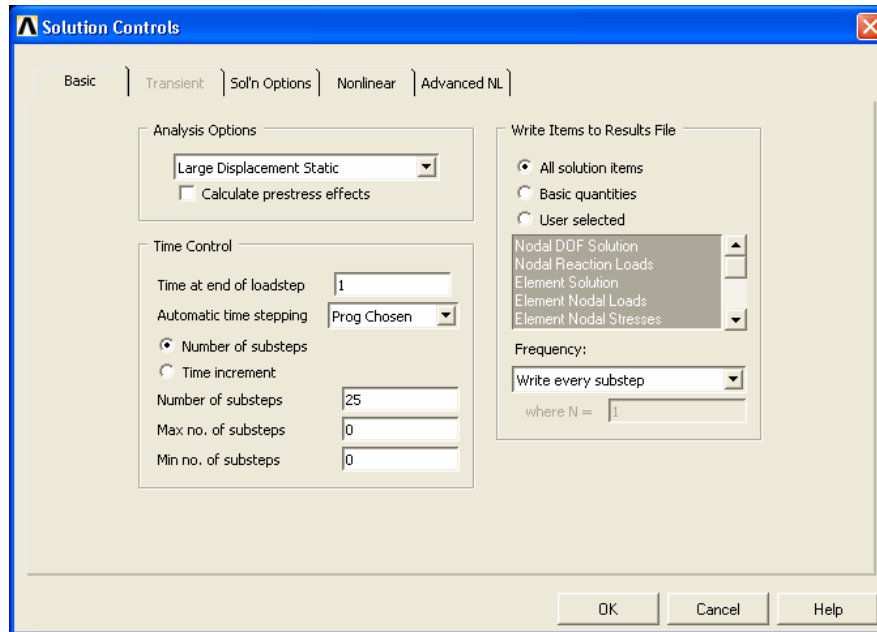 Solution Controls
Basic
Transient
Sol'n Options
Nonlinear
Advanced NL
Analysis Options
Large Displacement Static
Calculate prestress effects
Time Control
Time at end of loadstep 1
Automatic time stepping Prog Chosen
Number of substeps
Time increment
Number of substeps 25
Max no. of substeps 0
Min no. of substeps 0
Write Items to Results File
All solution items
Basic quantities
User selected
Nodal DOF Solution
Nodal Reaction Loads
Element Solution
Element Nodal Loads
Element Nodal Stresses
Frequency:
Write every substep
where N = 1
OK
Cancel
Help